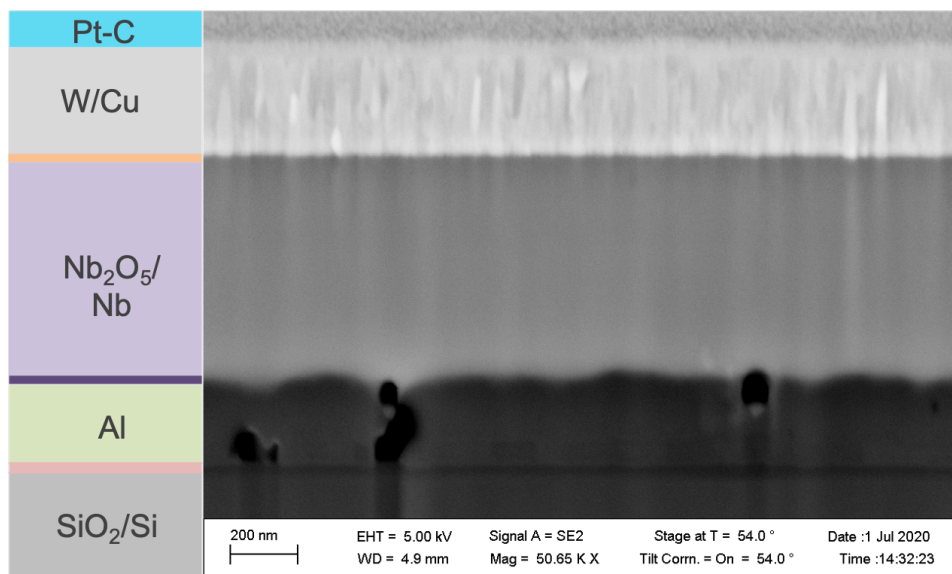 Pt-C
W/Cu
Nb₂O₅/
Nb
Al
SiO₂/Si
200 nm
EHT = 5.00 kV
Signal A = SE2
Stage at T = 54.0 °
Date :1 Jul 2020
WD = 4.9 mm
Mag = 50.65 K X
Tilt Corrn. = On = 54.0 °
Time :14:32:23